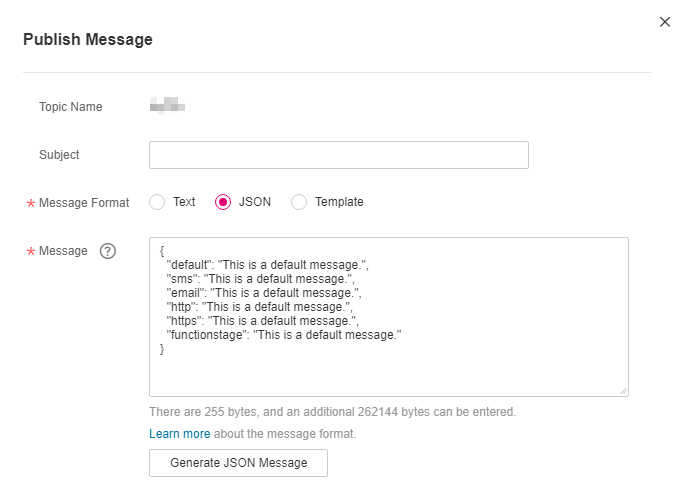 Publish Message
Topic Name
Subject
* Message Format Text JSON Template
* Message ?
{
"default": "This is a default message.",
"sms": "This is a default message.",
"email": "This is a default message.",
"http": "This is a default message.",
"https": "This is a default message.",
"functionstage": "This is a default message."
}
There are 255 bytes, and an additional 262144 bytes can be entered.
Learn more about the message format.
Generate JSON Message